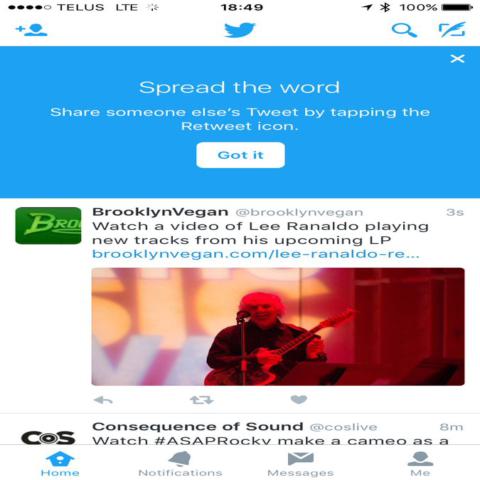 TELUS LTE 18:49 100%
Spread the word
Share someone else's Tweet by tapping the
Retweet icon.
Got it
BrooklynVegan @brooklynvegan 3s
Watch a video of Lee Ranaldo playing
new tracks from his upcoming LP
brooklynvegan.com/lee-ranaldo-re...
BRO
Consequence of Sound @coslive 8m
COS
Watch #ASAPRocky make a cameo as a
Home Notifications Messages Me